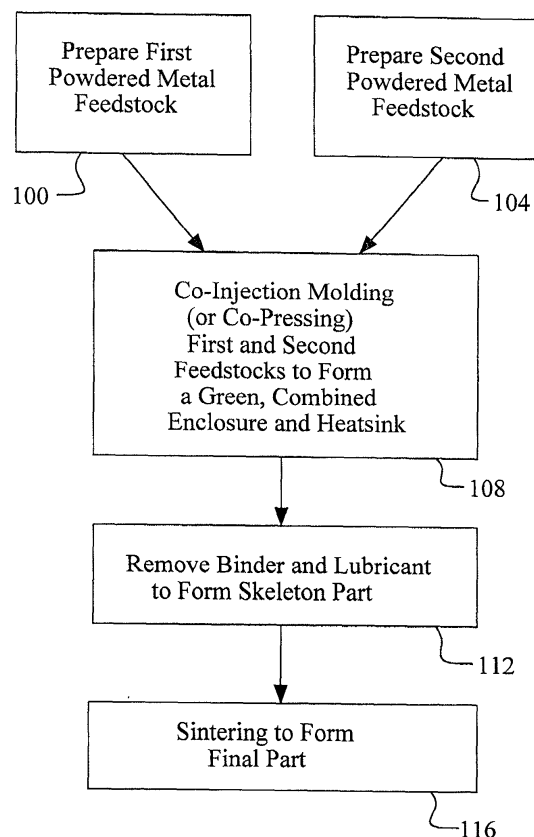 Prepare First
Powdered Metal
Feedstock
100
Prepare Second
Powdered Metal
Feedstock
104
Co-Injection Molding
(or Co-Pressing)
First and Second
Feedstocks to Form
a Green, Combined
Enclosure and Heatsink
108
Remove Binder and Lubricant
to Form Skeleton Part
112
Sintering to Form
Final Part
116